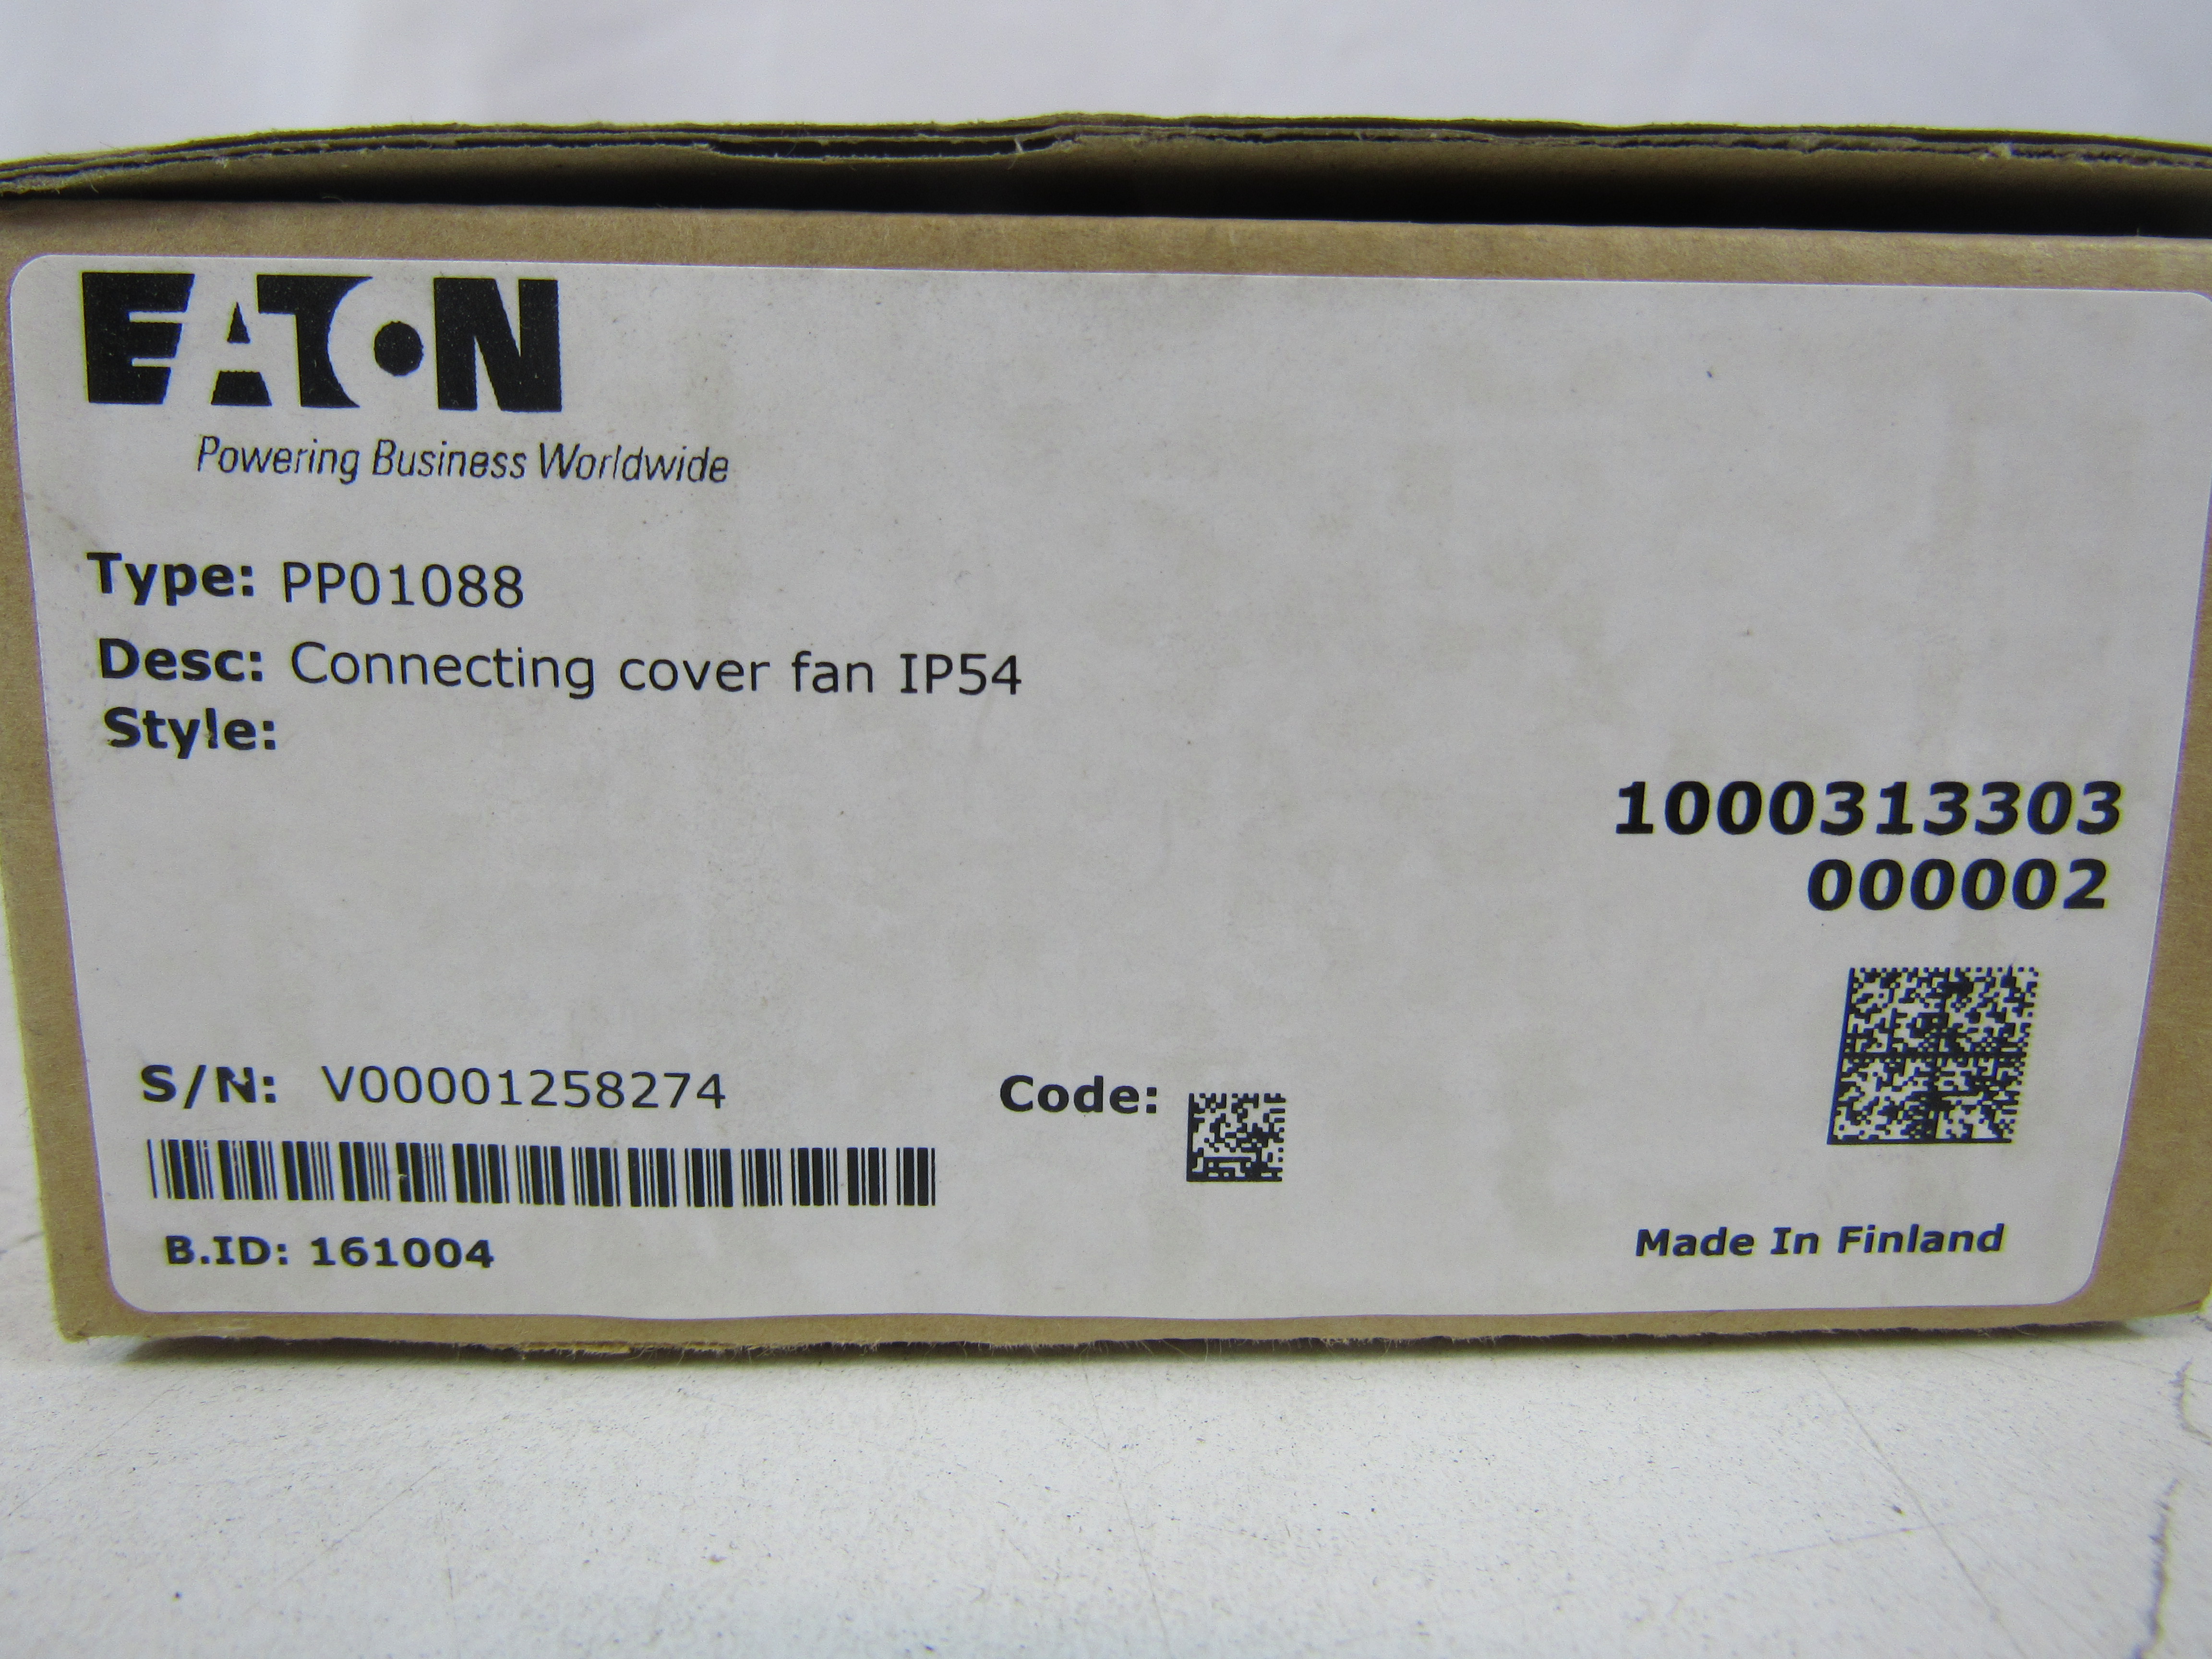 EATON
Powering Business Worldwide
Type: PP01088
Desc: Connecting cover fan IP54
Style:
1000313303
000002
S/N: V00001258274
Code:
B.ID: 161004
Made In Finland